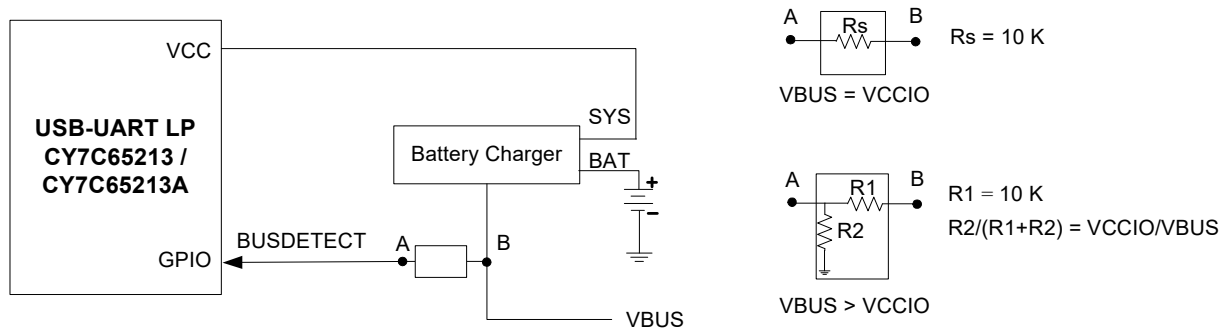 VCC
USB-UART LP
CY7C65213 /
CY7C65213A
GPIO
BUSDETECT
A
B
SYS
Battery Charger
BAT
+
-
VBUS
A
B
Rs
Rs = 10 K
VBUS = VCCIO
A
B
R1
R2
R1 = 10 K
R2/(R1+R2) = VCCIO/VBUS
VBUS > VCCIO